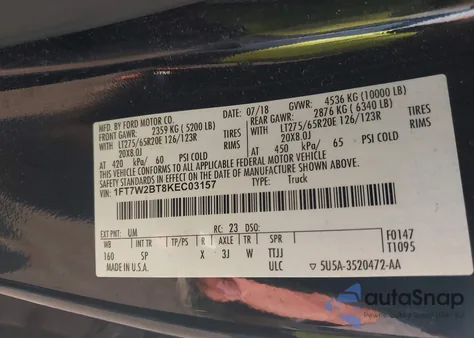 MFD. BY FORD MOTOR CO.
DATE: 07/18 GVWR: 4536 KG (10000 LB)
FRONT GAWR: 2359 KG ( 5200 LB)
REAR GAWR: 2876 KG ( 6340 LB)
LT275/65R20E 126/123R TIRES
LT275/65R20E 126/123R TIRES
20X8.0J RIMS
20X8.0J RIMS
AT 420 kPa/ 60 PSI COLD
AT 450 kPa/ 65 PSI COLD
THIS VEHICLE CONFORMS TO ALL APPLICABLE FEDERAL MOTOR VEHICLE
SAFETY STANDARDS IN EFFECT ON THE DATE OF MANUFACTURE SHOWN ABOVE.
VIN: 1FT7W2BT8KEC03157
TYPE: Truck
EXT PNT: UM RC: 23 DSO: F0147
WB INT TR TP/PS R AXLE TR SPR T1095
160 SP X 3J W TTJJ
MADE IN U.S.A. ULC ▽5U5A-3520472-AA
autoSnap